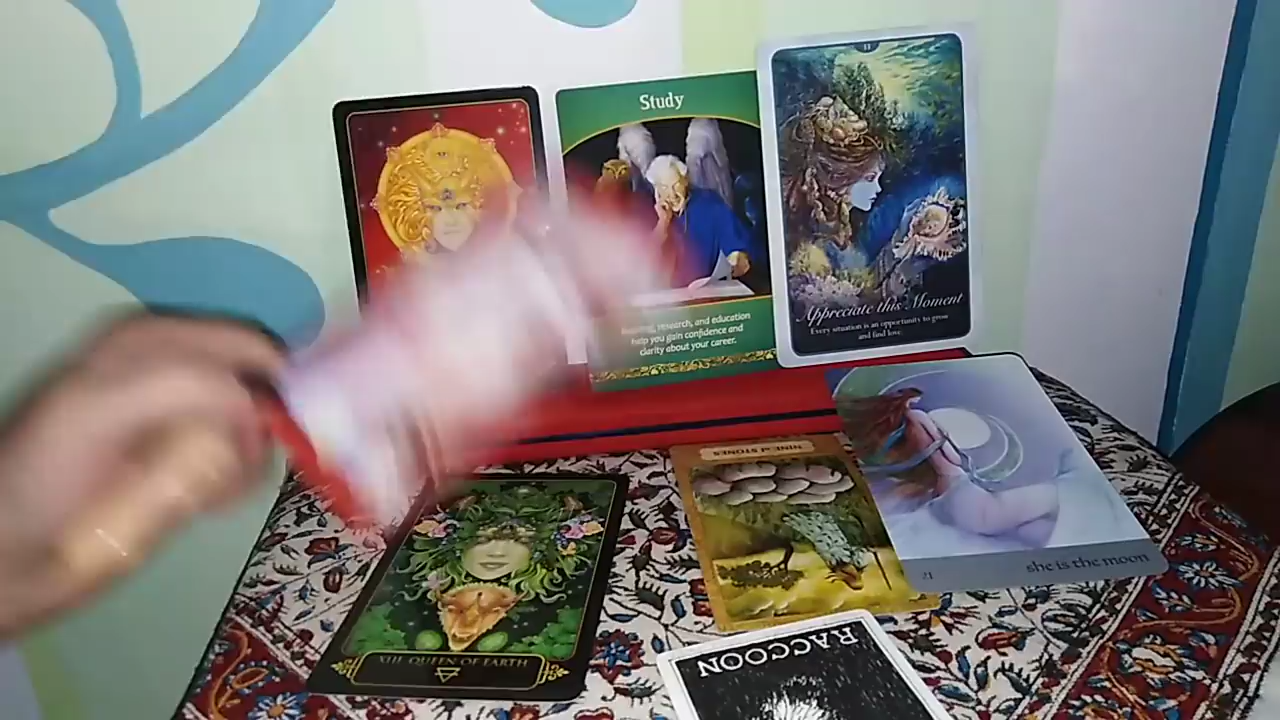 Study
research, and education
help you gain confidence and
clarity about your career.
11
Appreciate this Moment
Every situation is an opportunity to grow
and find love.
NINE of STONES
21
she is the moon
XIII QUEEN OF EARTH
RACCOON